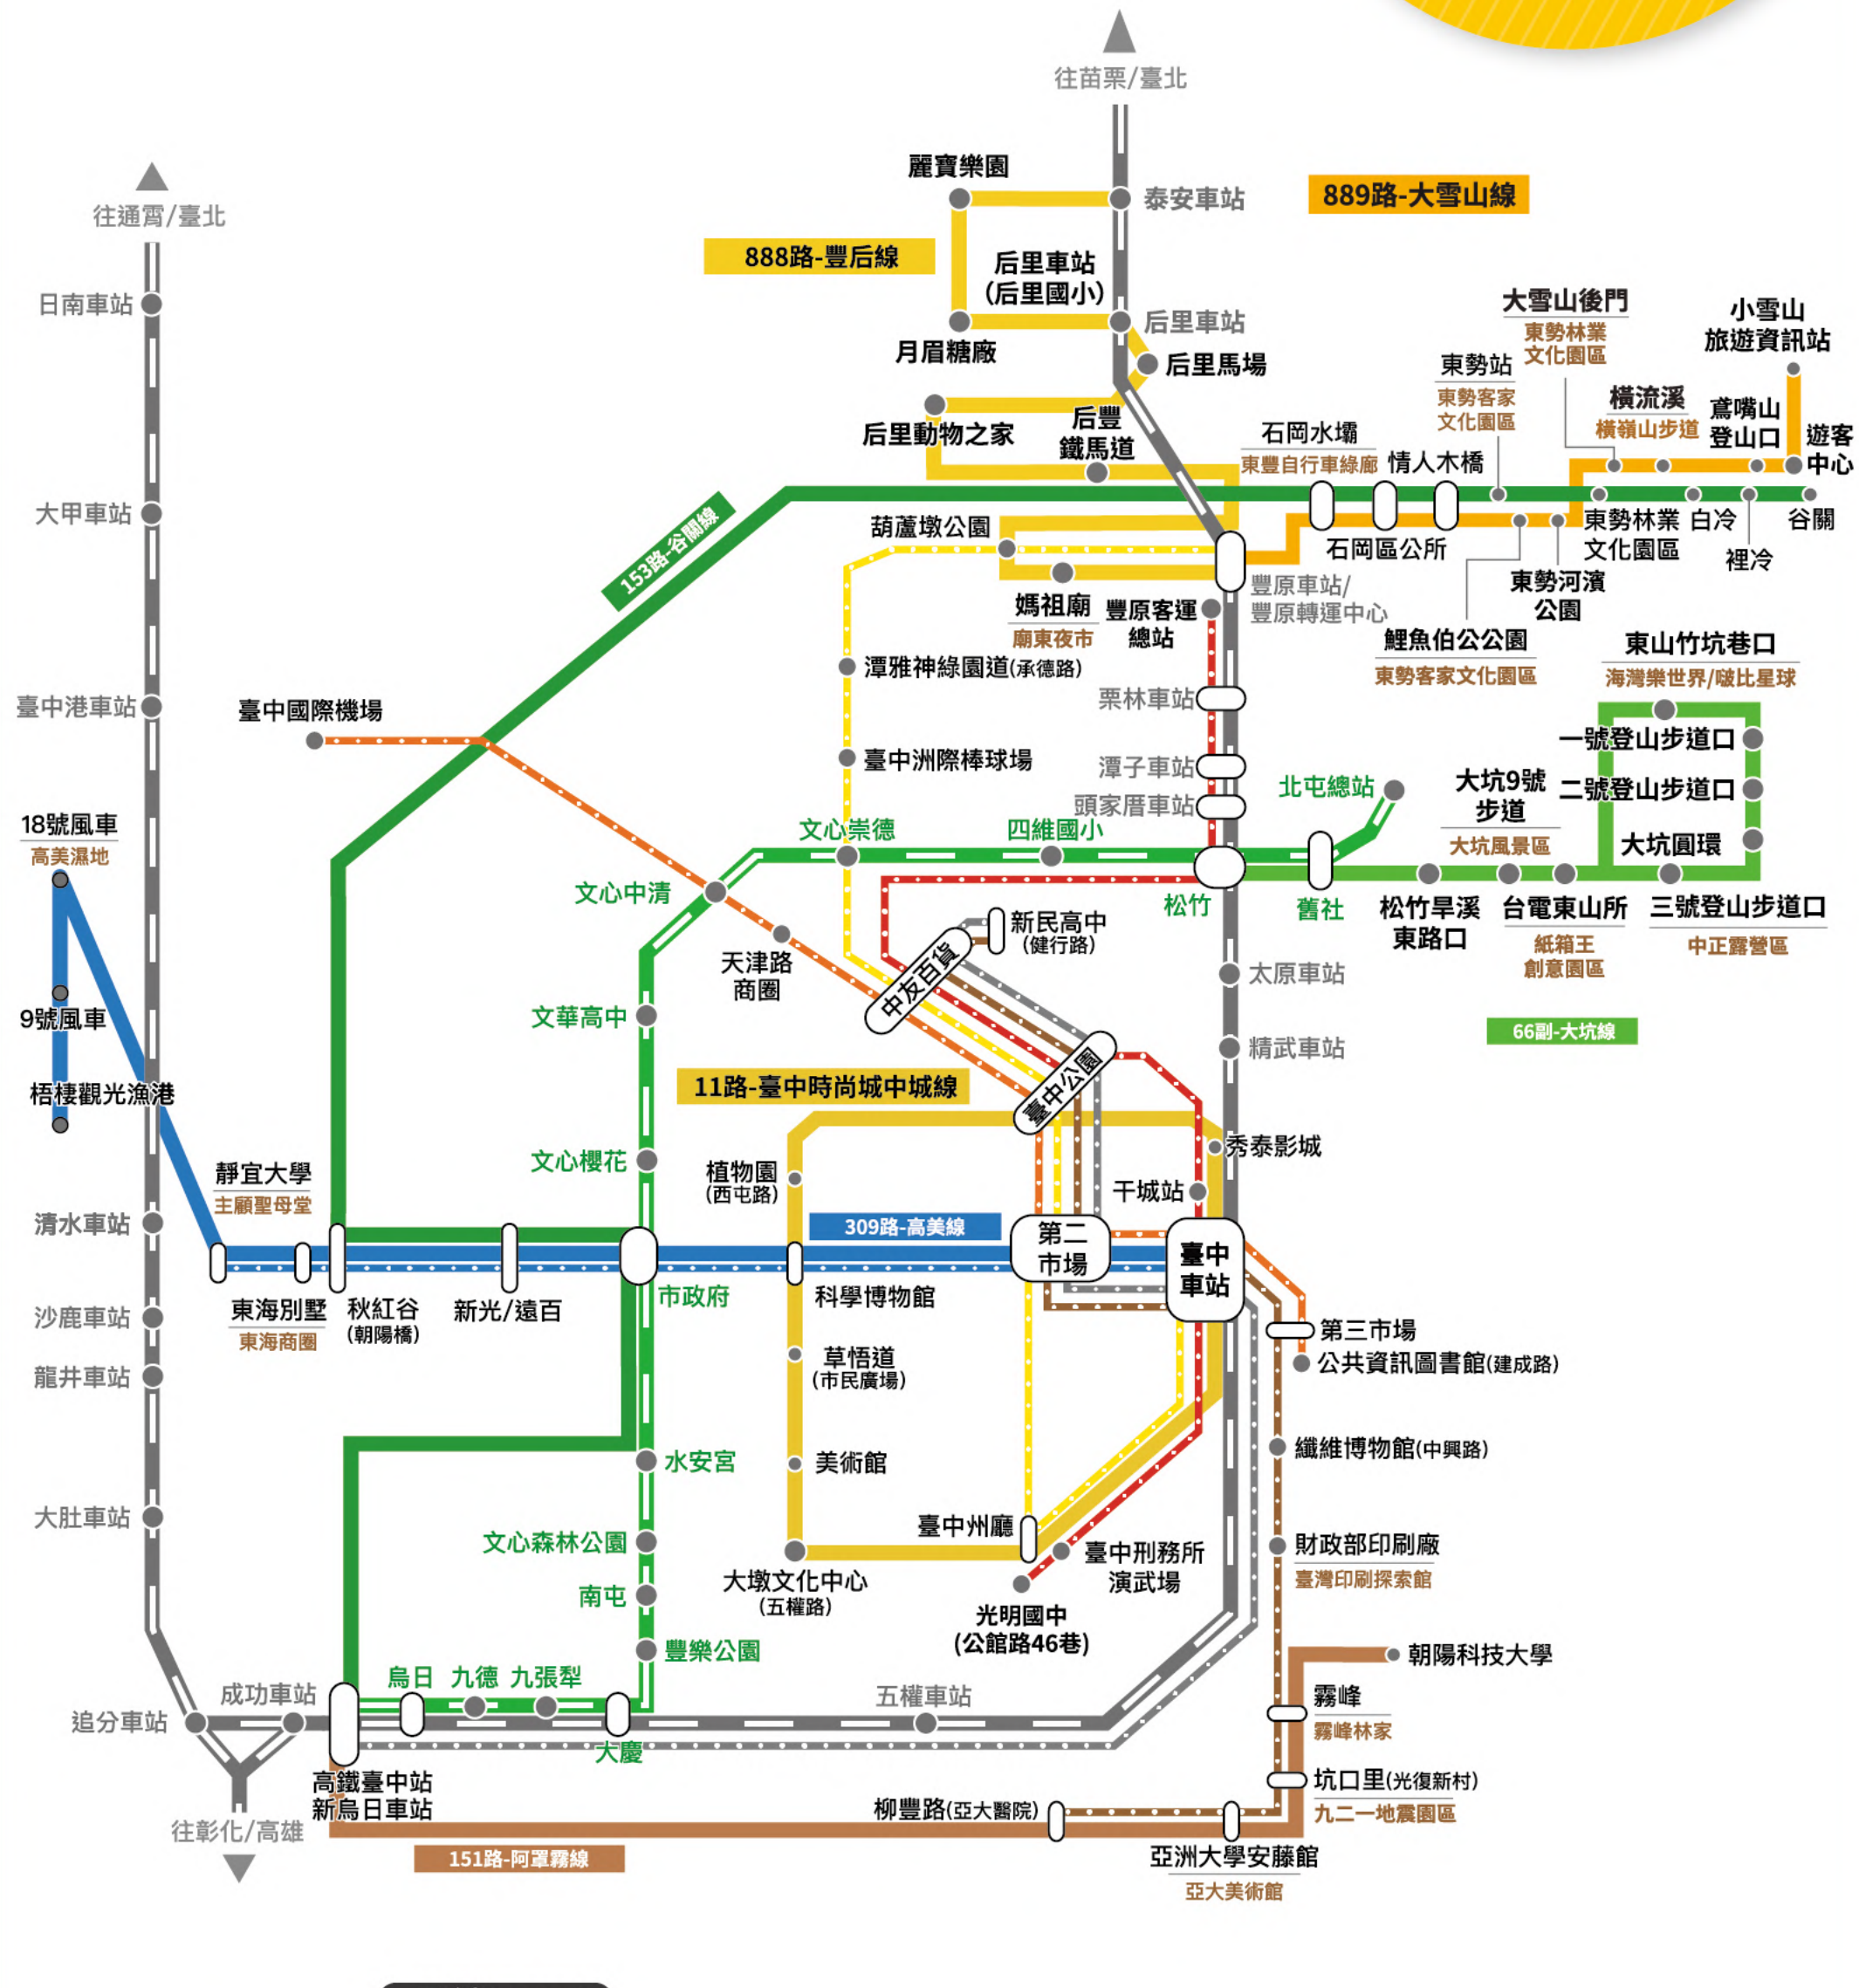 往苗栗/臺北
往通霄/臺北
麗寶樂園
泰安車站
889路-大雪山線
888路-豐后線
后里車站
(后里國小)
后里車站
月眉糖廠
后里馬場
日南車站
大雪山後門
東勢林業
文化園區
小雪山
旅遊資訊站
東勢站
東勢客家
文化園區
橫流溪
橫嶺山步道
鳶嘴山
登山口
遊客
中心
后里動物之家
后豐
鐵馬道
石岡水壩
東豐自行車綠廊
情人木橋
大甲車站
153路-谷關線
葫蘆墩公園
石岡區公所
東勢林業
文化園區
白冷
裡冷
谷關
豐原車站/
豐原轉運中心
東勢河濱
公園
媽祖廟
廟東夜市
豐原客運
總站
鯉魚伯公公園
東勢客家文化園區
東山竹坑巷口
海灣樂世界/啵比星球
潭雅神綠園道(承德路)
臺中港車站
臺中國際機場
栗林車站
一號登山步道口
臺中洲際棒球場
潭子車站
頭家厝車站
北屯總站
大坑9號
步道
大坑風景區
二號登山步道口
18號風車
高美濕地
文心崇德
四維國小
大坑圓環
文心中清
松竹
舊社
松竹旱溪
東路口
台電東山所
紙箱王
創意園區
三號登山步道口
中正露營區
新民高中
(健行路)
天津路
商圈
中友百貨
太原車站
9號風車
文華高中
66副-大坑線
精武車站
梧棲觀光漁港
11路-臺中時尚城中城線
臺中公園
秀泰影城
文心櫻花
植物園
(西屯路)
靜宜大學
主顧聖母堂
干城站
清水車站
309路-高美線
第二
市場
臺中
車站
東海別墅
東海商圈
秋紅谷
(朝陽橋)
新光/遠百
市政府
科學博物館
沙鹿車站
第三市場
公共資訊圖書館(建成路)
龍井車站
草悟道
(市民廣場)
水安宮
美術館
纖維博物館(中興路)
大肚車站
文心森林公園
臺中州廳
臺中刑務所
演武場
財政部印刷廠
臺灣印刷探索館
大墩文化中心
(五權路)
南屯
光明國中
(公館路46巷)
豐樂公園
朝陽科技大學
烏日
九德
九張犁
成功車站
五權車站
霧峰
霧峰林家
追分車站
大慶
高鐵臺中站
新烏日車站
坑口里(光復新村)
九二一地震園區
柳豐路(亞大醫院)
往彰化/高雄
151路-阿罩霧線
亞洲大學安藤館
亞大美術館